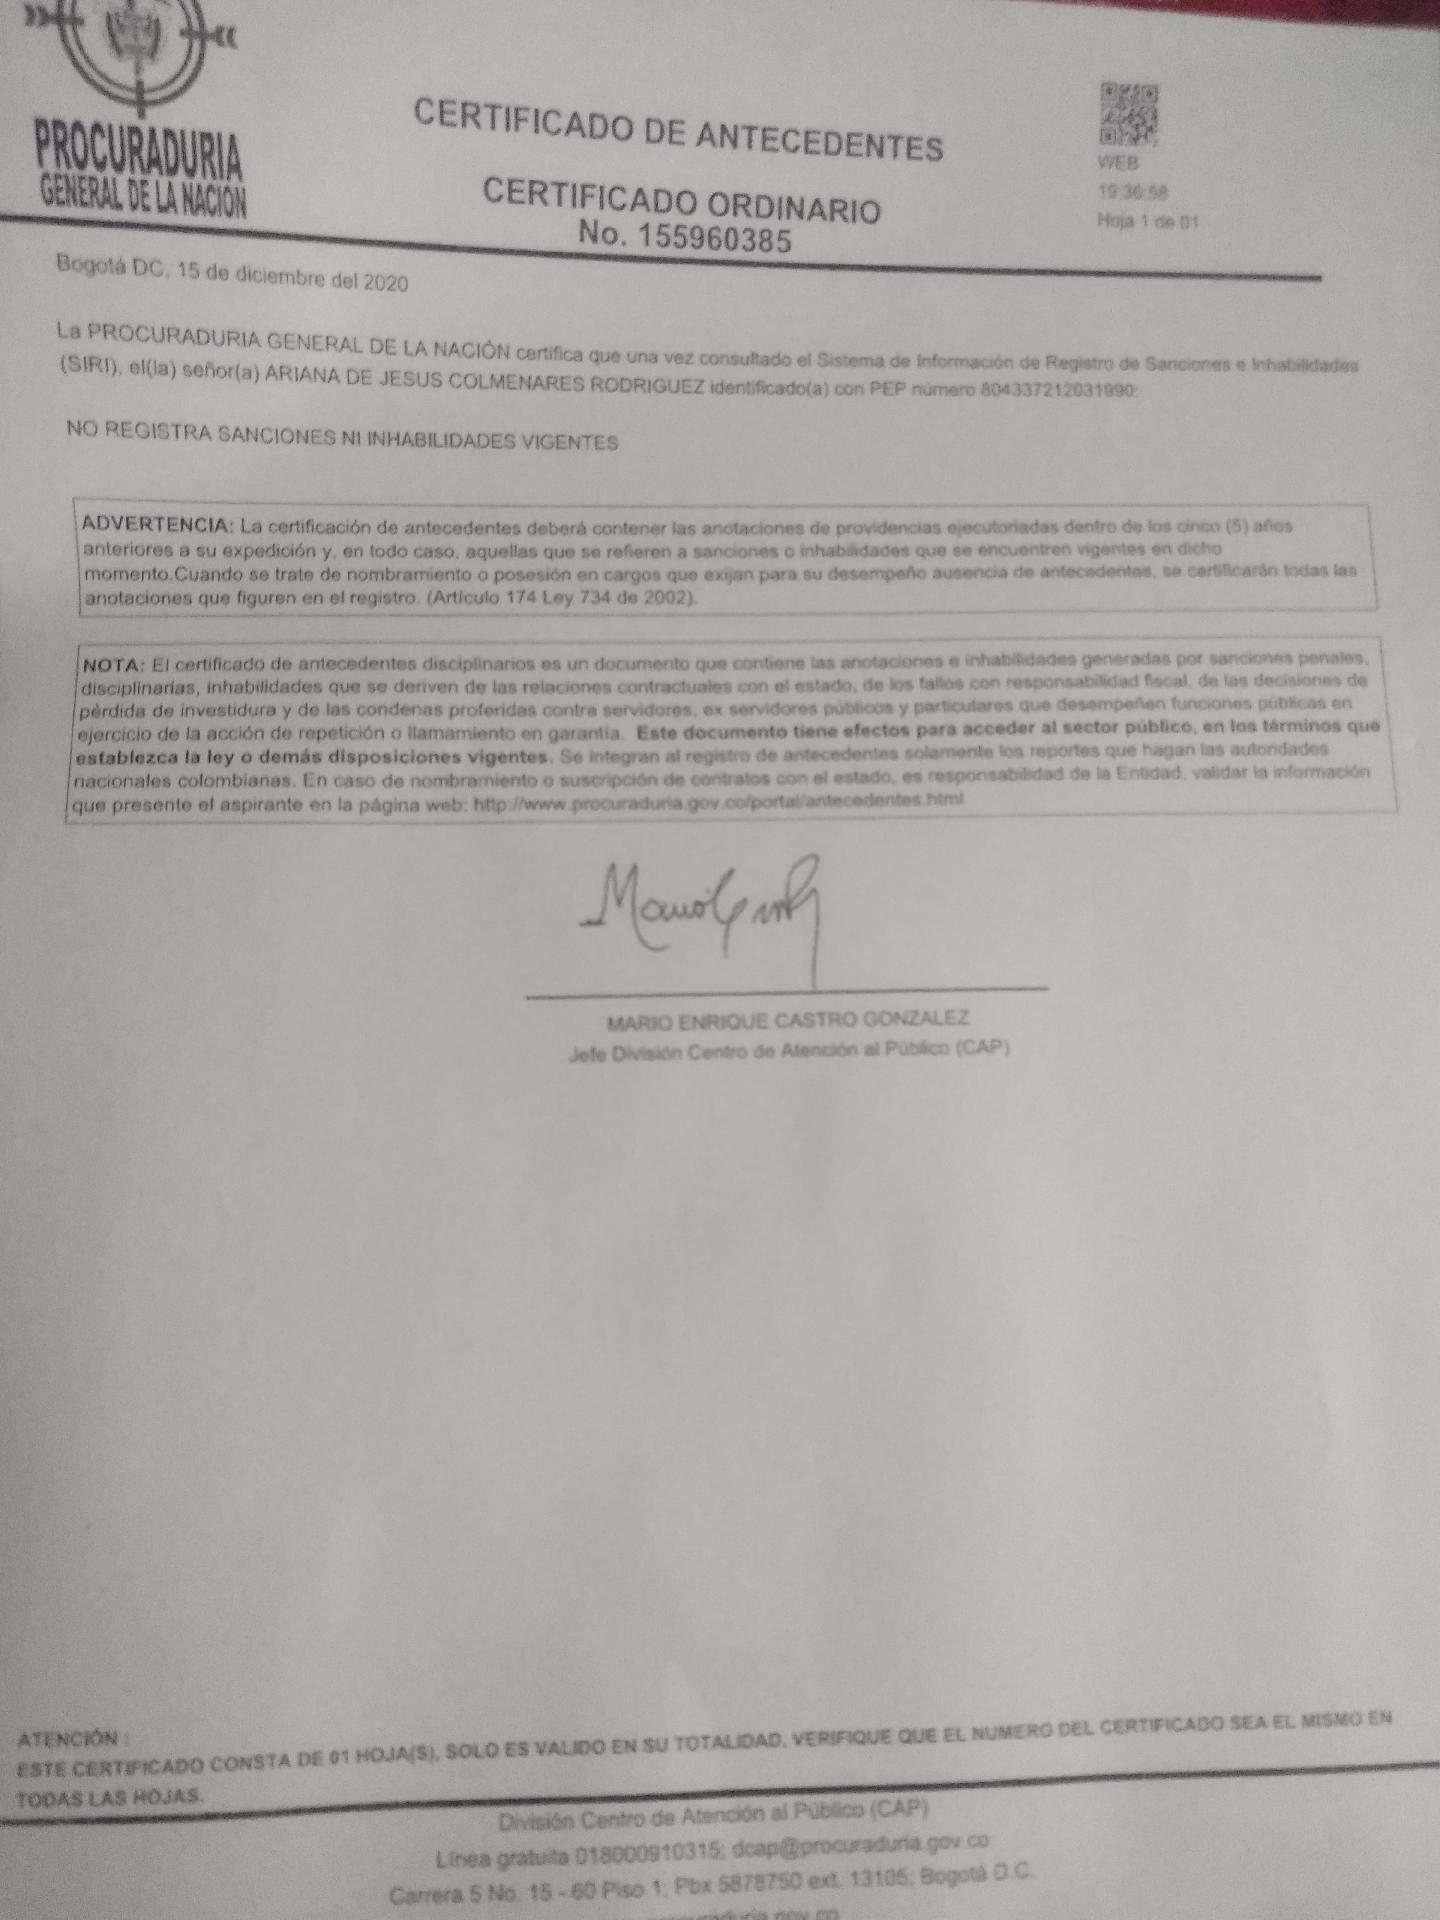 PROCURADURIA
GENERAL DE LA NACION
CERTIFICADO DE ANTECEDENTES
CERTIFICADO ORDINARIO
No. 155960385
WEB
19:36:58
Hoja 1 de 01
Bogotá DC, 15 de diciembre del 2020
La PROCURADURIA GENERAL DE LA NACIÓN certifica que una vez consultado el Sistema de Información de Registro de Sanciones e Inhabilidades
(SIRI), el(la) señor(a) ARIANA DE JESUS COLMENARES RODRIGUEZ identificado(a) con PEP número 804337212031990:
NO REGISTRA SANCIONES NI INHABILIDADES VIGENTES
ADVERTENCIA: La certificación de antecedentes deberá contener las anotaciones de providencias ejecutoriadas dentro de los cinco (5) años
anteriores a su expedición y, en todo caso, aquellas que se refieren a sanciones o inhabilidades que se encuentren vigentes en dicho
momento.Cuando se trate de nombramiento o posesión en cargos que exijan para su desempeño ausencia de antecedentes, se certificarán todas las
anotaciones que figuren en el registro. (Artículo 174 Ley 734 de 2002).
NOTA: El certificado de antecedentes disciplinarios es un documento que contiene las anotaciones e inhabilidades generadas por sanciones penales,
disciplinarias, inhabilidades que se deriven de las relaciones contractuales con el estado, de los fallos con responsabilidad fiscal, de las decisiones de
pérdida de investidura y de las condenas proferidas contra servidores, ex servidores públicos y particulares que desempeñen funciones públicas en
ejercicio de la acción de repetición o llamamiento en garantía. Este documento tiene efectos para acceder al sector público, en los términos que
establezca la ley o demás disposiciones vigentes. Se integran al registro de antecedentes solamente los reportes que hagan las autoridades
nacionales colombianas. En caso de nombramiento o suscripción de contratos con el estado, es responsabilidad de la Entidad, validar la información
que presente el aspirante en la página web: http://www.procuraduria.gov.co/portal/antecedentes.html
MARIO ENRIQUE CASTRO GONZALEZ
Jefe División Centro de Atención al Público (CAP)
ATENCIÓN :
ESTE CERTIFICADO CONSTA DE 01 HOJA(S), SOLO ES VALIDO EN SU TOTALIDAD. VERIFIQUE QUE EL NUMERO DEL CERTIFICADO SEA EL MISMO EN
TODAS LAS HOJAS.
División Centro de Atención al Público (CAP)
Línea gratuita 018000910315; dcap@procuraduria.gov.co
Carrera 5 No. 15 - 60 Piso 1; Pbx 5878750 ext. 13105; Bogotá D.C.